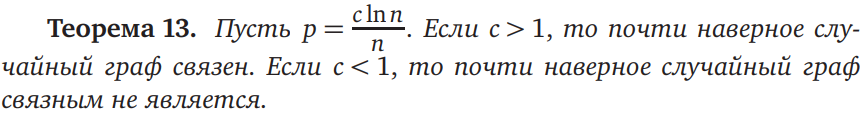 Теорема 13. Пусть p = \frac{c \ln n}{n}. Если c > 1, то почти наверное слу-
чайный граф связен. Если c < 1, то почти наверное случайный граф
связным не является.